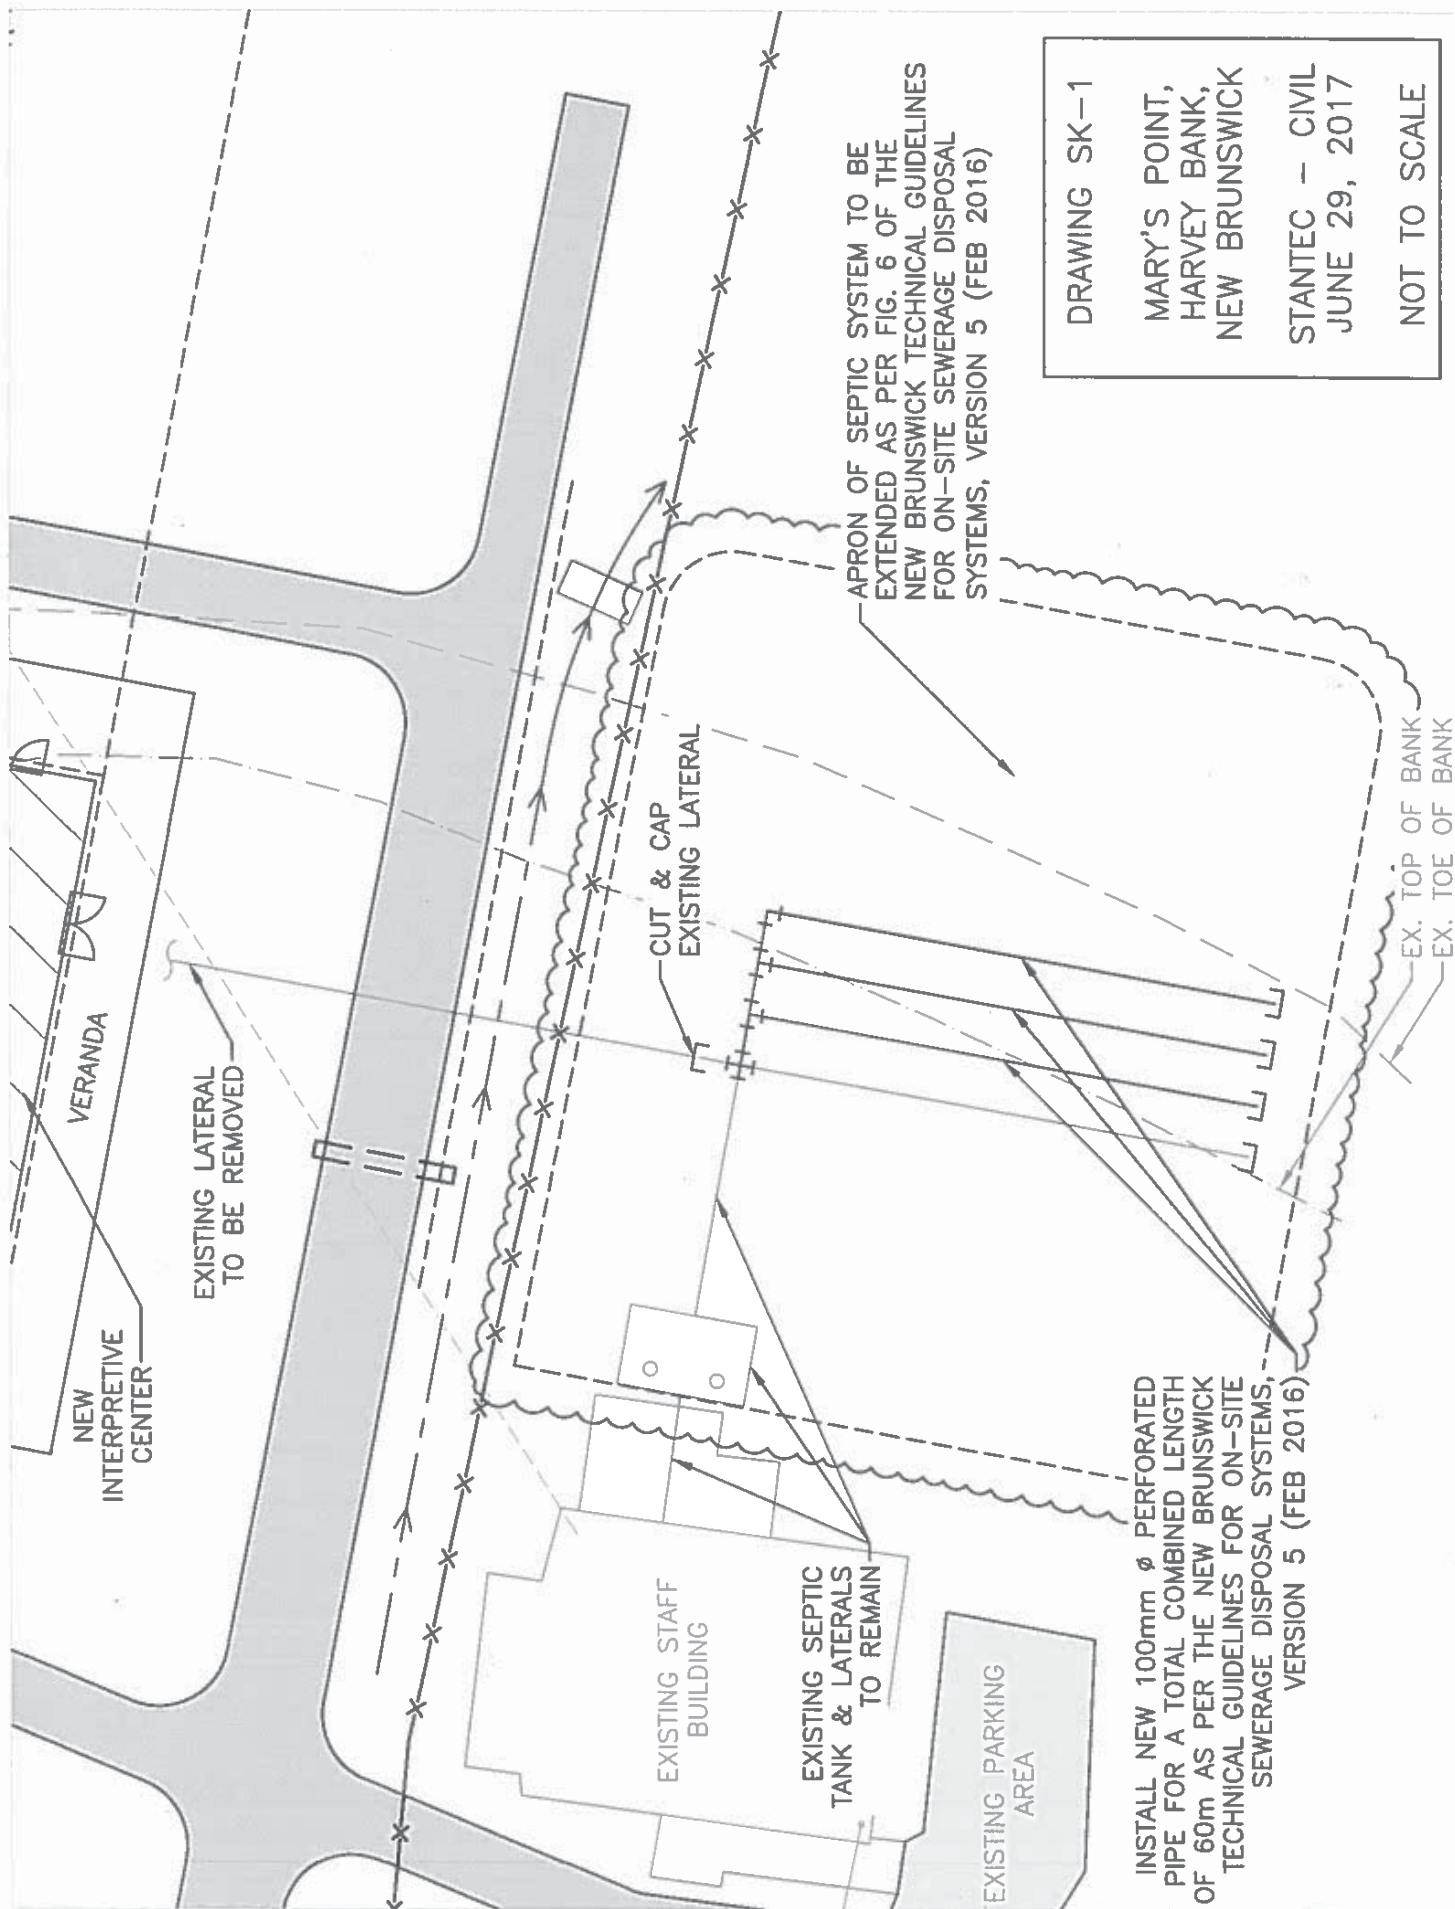 NEW
INTERPRETIVE
CENTER
VERANDA
EXISTING LATERAL
TO BE REMOVED
CUT & CAP
EXISTING LATERAL
APRON OF SEPTIC SYSTEM TO BE
EXTENDED AS PER FIG. 6 OF THE
NEW BRUNSWICK TECHNICAL GUIDELINES
FOR ON-SITE SEWERAGE DISPOSAL
SYSTEMS, VERSION 5 (FEB 2016)
EXISTING STAFF
BUILDING
EXISTING SEPTIC
TANK & LATERALS
TO REMAIN
EXISTING PARKING
AREA
INSTALL NEW 100mm ø PERFORATED
PIPE FOR A TOTAL COMBINED LENGTH
OF 60m AS PER THE NEW BRUNSWICK
TECHNICAL GUIDELINES FOR ON-SITE
SEWERAGE DISPOSAL SYSTEMS,
VERSION 5 (FEB 2016)
EX. TOP OF BANK
EX. TOE OF BANK
DRAWING SK-1
MARY'S POINT,
HARVEY BANK,
NEW BRUNSWICK
STANTEC - CIVIL
JUNE 29, 2017
NOT TO SCALE